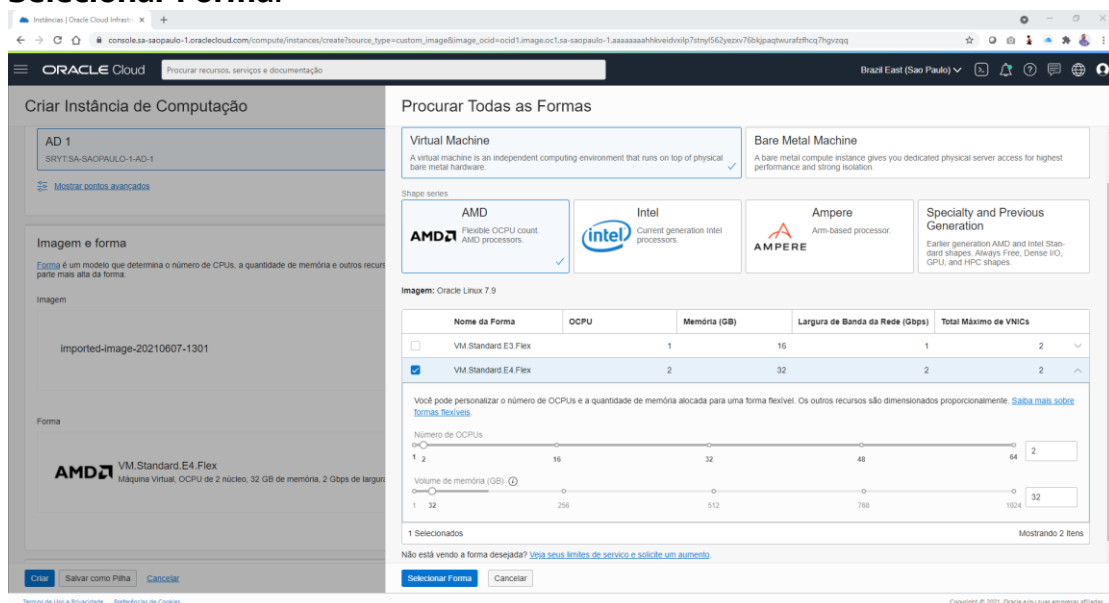 Selecionar Forma.
Instâncias | Oracle Cloud Infrastr
console.sa-saopaulo-1.oraclecloud.com/compute/instances/create?source_type=custom_image&image_ocid=ocid1.image.oc1.sa-saopaulo-1
ORACLE Cloud
Procurar recursos, serviços e documentação
Brazil East (Sao Paulo)
Criar Instância de Computação
AD 1
SRYT:SA-SAOPAULO-1-AD-1
Mostrar pontos avançados
Imagem e forma
Forma é um modelo que determina o número de CPUs, a quantidade de memória e outros recurs
parte mais alta da forma.
Imagem
imported-image-20210607-1301
Forma
AMD
VM.Standard.E4.Flex
Máquina Virtual, OCPU de 2 núcleo, 32 GB de memória, 2 Gbps de largura
Criar
Salvar como Pilha
Cancelar
Procurar Todas as Formas
Virtual Machine
A virtual machine is an independent computing environment that runs on top of physical
bare metal hardware.
Bare Metal Machine
A bare metal compute instance gives you dedicated physical server access for highest
performance and strong isolation.
Shape series
AMD
AMD
Flexible OCPU count.
AMD processors.
Intel
intel
Current generation Intel
processors.
Ampere
AMPERE
Arm-based processor.
Specialty and Previous
Generation
Earlier generation AMD and Intel Stan-
dard shapes. Always Free, Dense I/O,
GPU, and HPC shapes.
Imagem: Oracle Linux 7.9
Nome da Forma OCPU Memória (GB) Largura de Banda da Rede (Gbps) Total Máximo de VNICs
VM.Standard.E3.Flex 1 16 1 2
VM.Standard.E4.Flex 2 32 2 2
Você pode personalizar o número de OCPUs e a quantidade de memória alocada para uma forma flexível. Os outros recursos são dimensionados proporcionalmente. Saiba mais sobre
formas flexíveis.
Número de OCPUs
1 2 16 32 48 64
2
Volume de memória (GB)
1 32 256 512 768 1024
32
1 Selecionados
Mostrando 2 Itens
Não está vendo a forma desejada? Veja seus limites de serviço e solicite um aumento.
Selecionar Forma
Cancelar
Termos de Uso e Privacidade Preferências de Cookies
Copyright © 2021, Oracle e/ou suas empresas afiliadas.